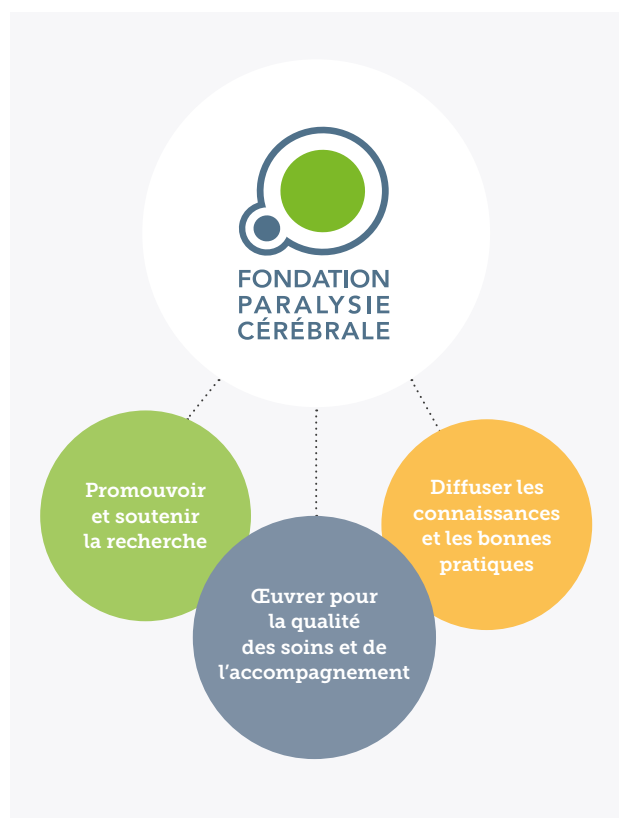 FONDATION
PARALYSIE
CÉRÉBRALE
Promouvoir
et soutenir
la recherche
Œuvrer pour
la qualité
des soins et de
l’accompagnement
Diffuser les
connaissances
et les bonnes
pratiques